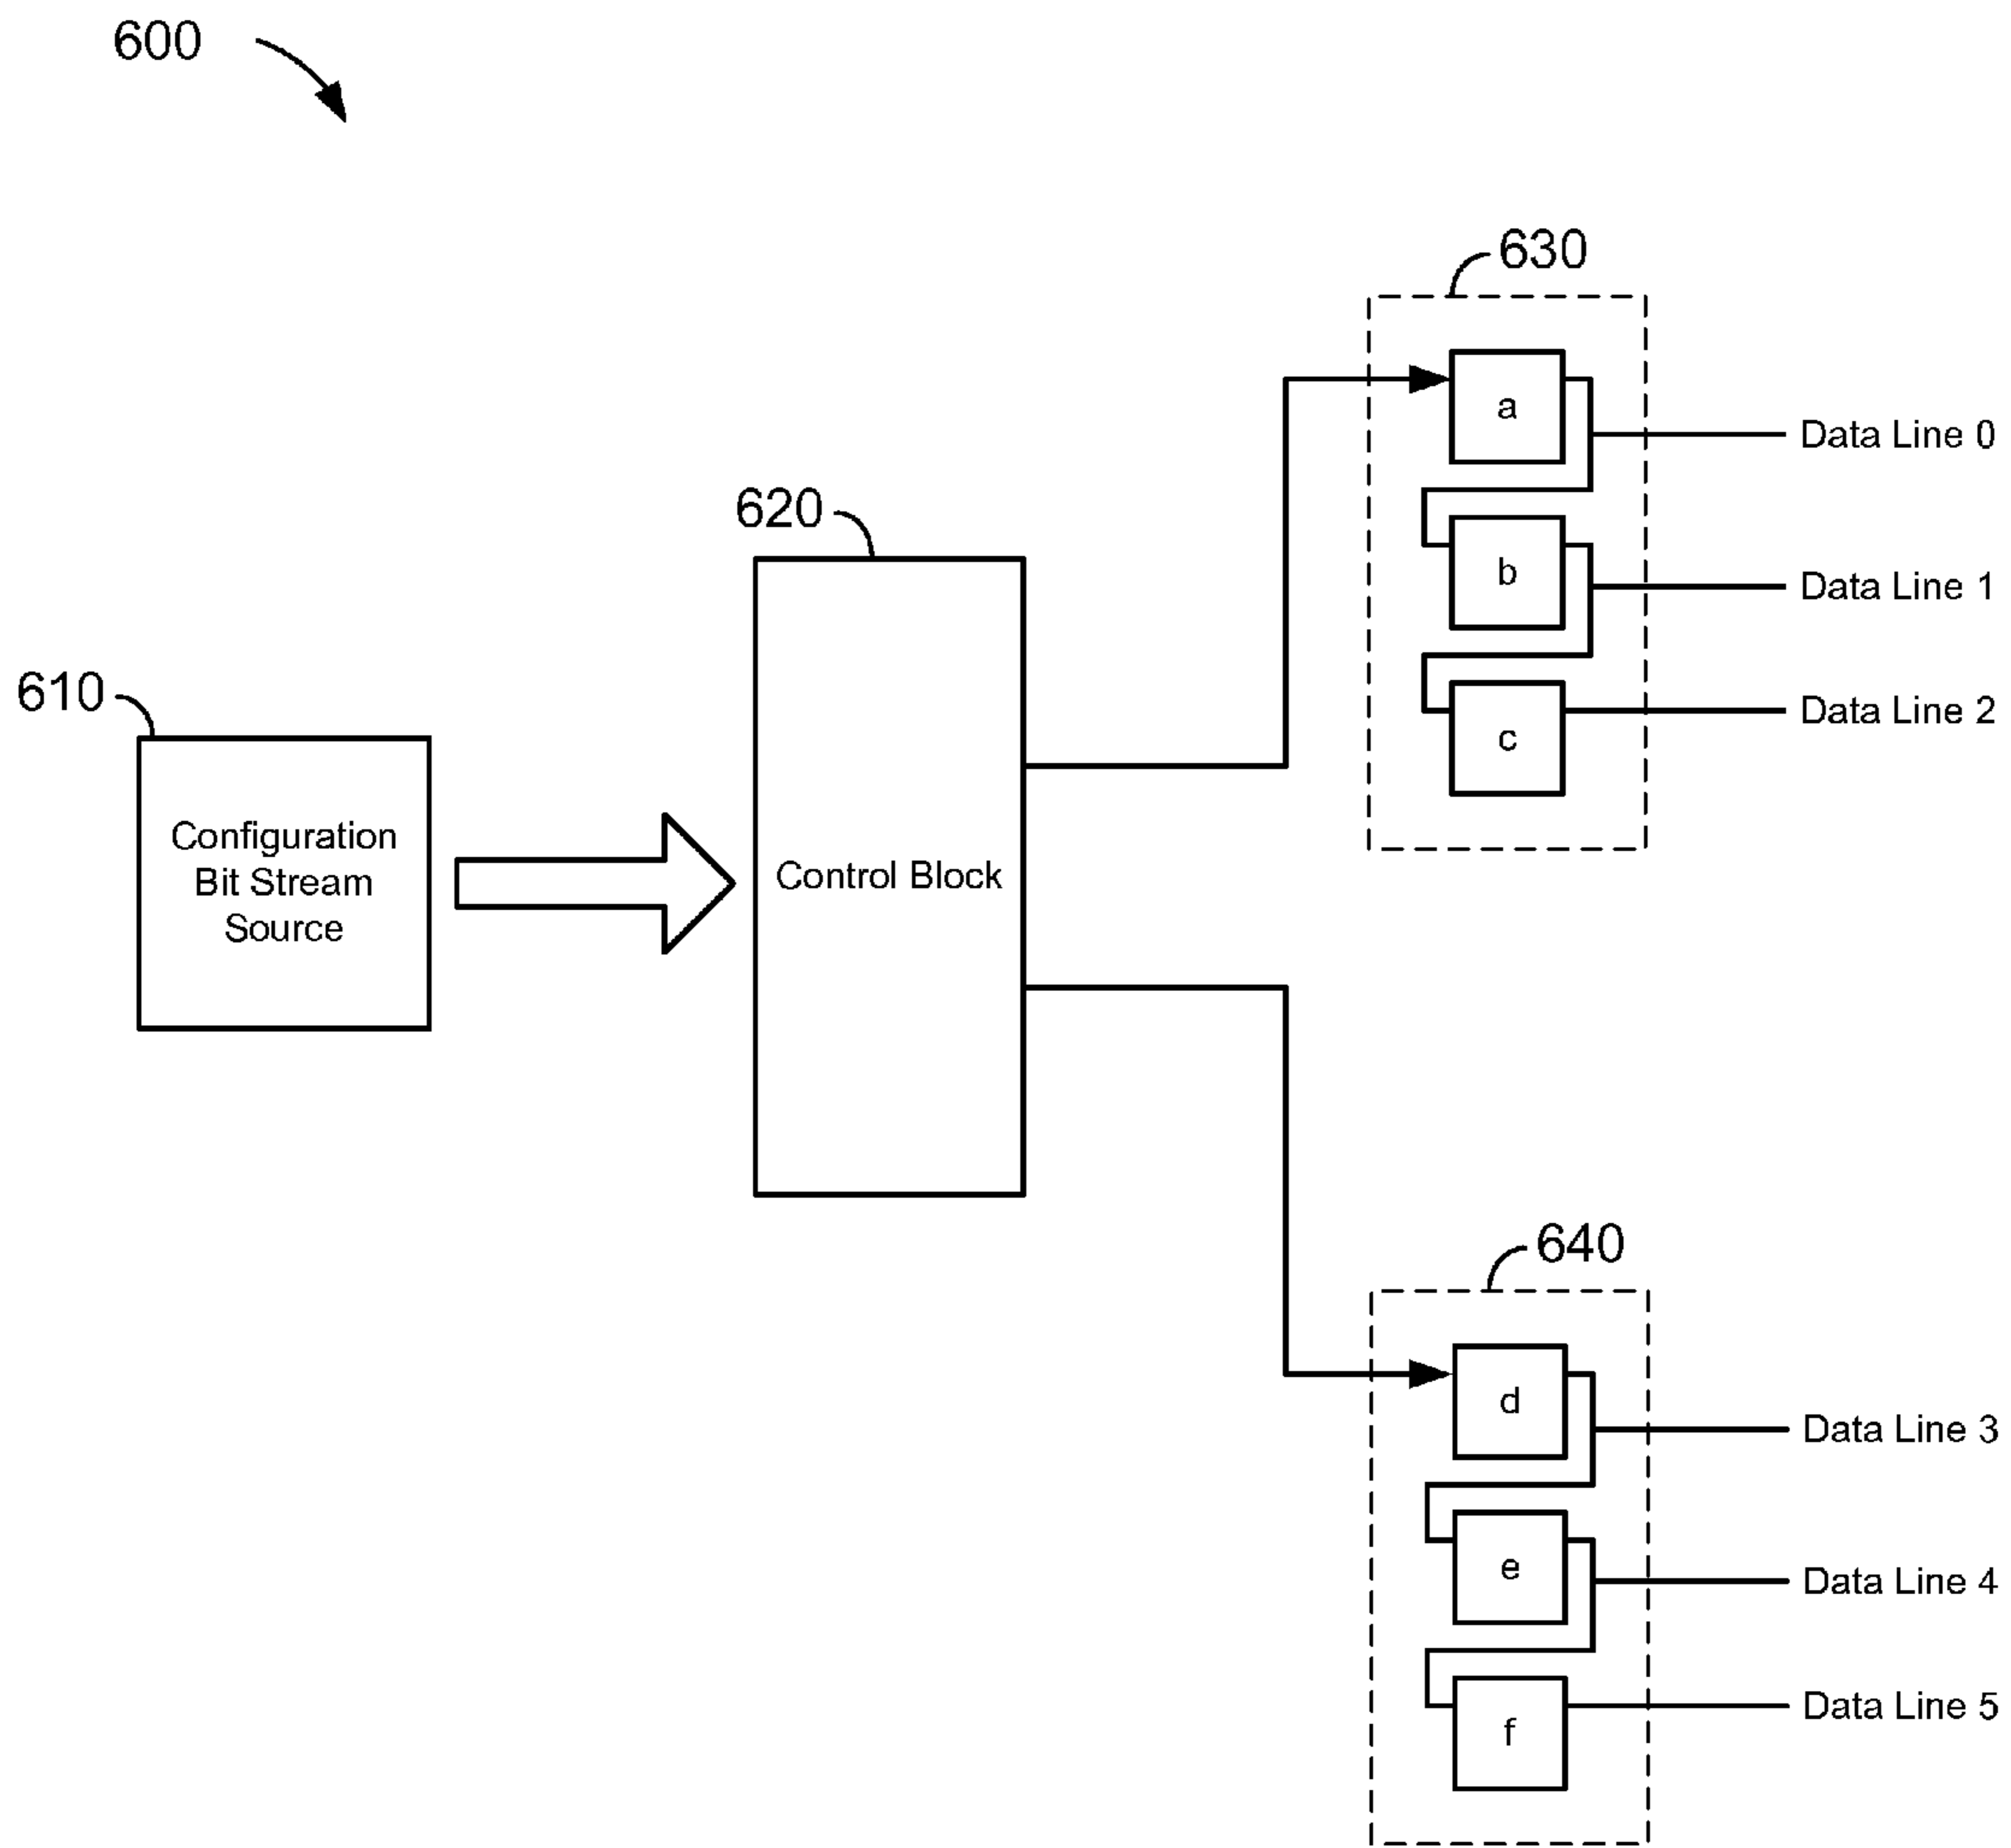 600
630
a
Data Line 0
620
b
Data Line 1
610
c
Data Line 2
Configuration
Bit Stream
Source
Control Block
640
d
Data Line 3
e
Data Line 4
f
Data Line 5